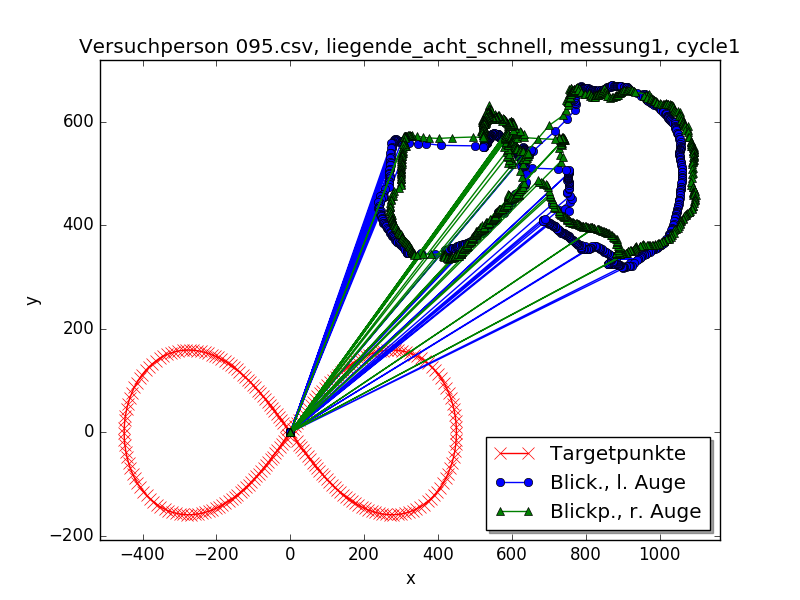 Versuchperson 095.csv, liegende_acht_schnell, messung1, cycle1
y
600
400
200
0
−200
−400 −200 0 200 400 600 800 1000
x
Targetpunkte
Blick., l. Auge
Blickp., r. Auge